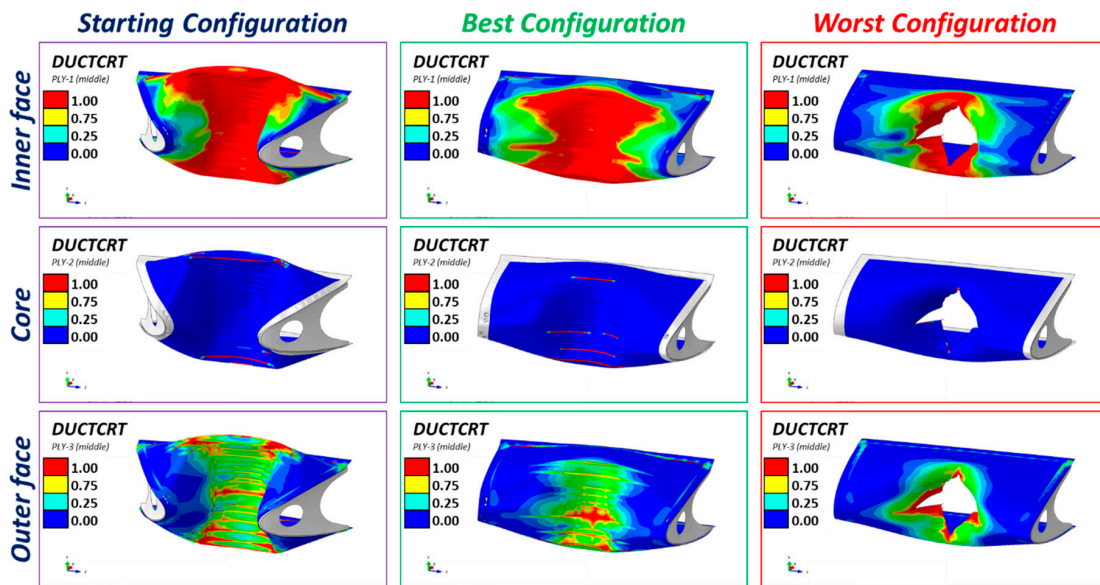 Starting Configuration
Best Configuration
Worst Configuration
Inner face
DUCTCRT
PLY-1 (middle)
1.00
0.75
0.25
0.00
DUCTCRT
PLY-1 (middle)
1.00
0.75
0.25
0.00
DUCTCRT
PLY-1 (middle)
1.00
0.75
0.25
0.00
Core
DUCTCRT
PLY-2 (middle)
1.00
0.75
0.25
0.00
DUCTCRT
PLY-2 (middle)
1.00
0.75
0.25
0.00
DUCTCRT
PLY-2 (middle)
1.00
0.75
0.25
0.00
Outer face
DUCTCRT
PLY-3 (middle)
1.00
0.75
0.25
0.00
DUCTCRT
PLY-3 (middle)
1.00
0.75
0.25
0.00
DUCTCRT
PLY-3 (middle)
1.00
0.75
0.25
0.00